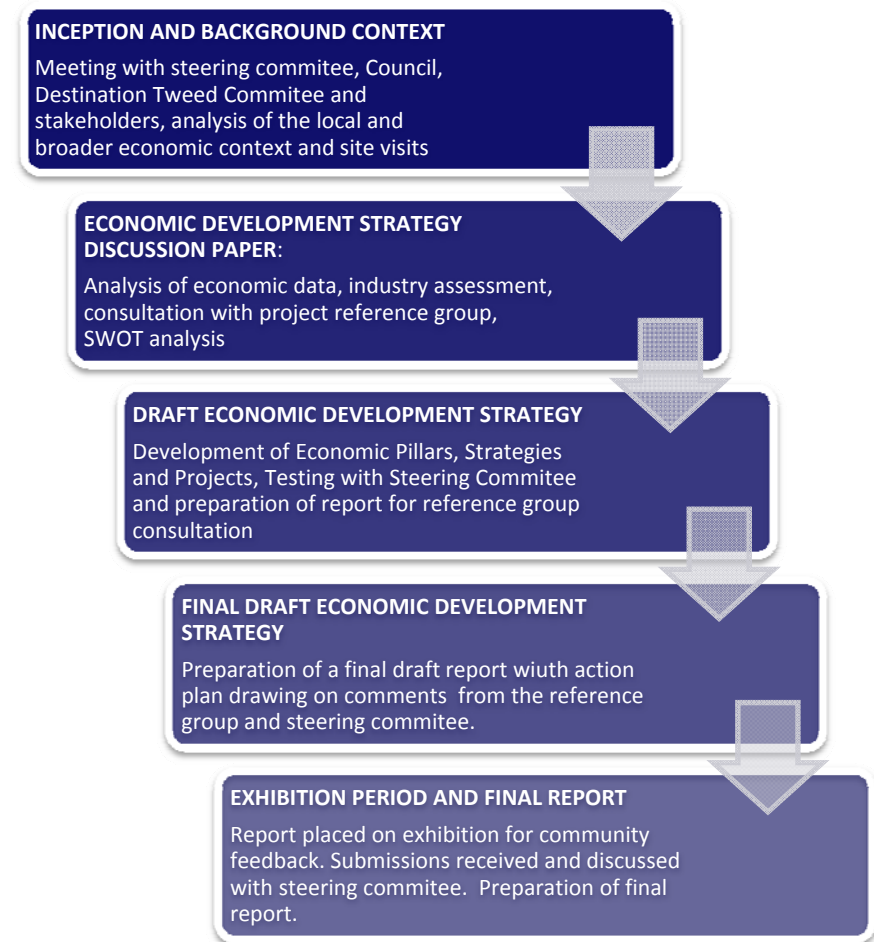 INCEPTION AND BACKGROUND CONTEXT
Meeting with steering commitee, Council,
Destination Tweed Commitee and
stakeholders, analysis of the local and
broader economic context and site visits
ECONOMIC DEVELOPMENT STRATEGY
DISCUSSION PAPER:
Analysis of economic data, industry assessment,
consultation with project reference group,
SWOT analysis
DRAFT ECONOMIC DEVELOPMENT STRATEGY
Development of Economic Pillars, Strategies
and Projects, Testing with Steering Commitee
and preparation of report for reference group
consultation
FINAL DRAFT ECONOMIC DEVELOPMENT
STRATEGY
Preparation of a final draft report wiuth action
plan drawing on comments  from the reference
group and steering commitee.
EXHIBITION PERIOD AND FINAL REPORT
Report placed on exhibition for community
feedback. Submissions received and discussed
with steering commitee.  Preparation of final
report.